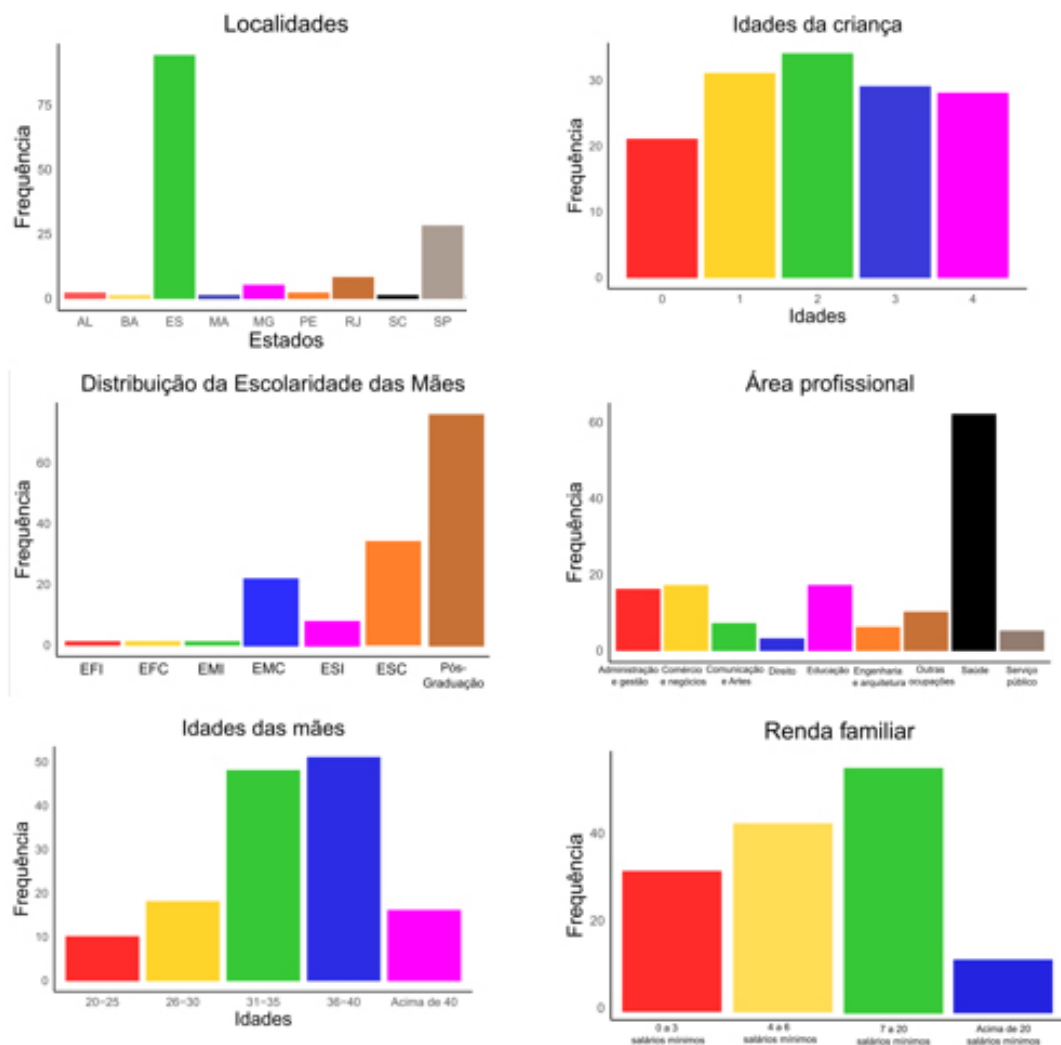 Localidades
Frequência
75
50
25
0
AL BA ES MA MG PE RJ SC SP
Estados
Idades da criança
Frequência
30
20
10
0
0 1 2 3 4
Idades
Distribuição da Escolaridade das Mães
Frequência
60
40
20
0
EFI EFC EMI EMC ESI ESC Pós-
Graduação
Área profissional
Frequência
60
40
20
0
Administração Comércio Comunicação Direito Educação Engenharia Outras Saúde Serviço
e gestão e negócios e Artes e arquitetura ocupações público
Idades das mães
Frequência
50
40
30
20
10
0
20−25 26−30 31−35 36−40 Acima de 40
Idades
Renda familiar
Frequência
40
20
0
0 a 3 4 a 6 7 a 20 Acima de 20
salários mínimos salários mínimos salários mínimos salários mínimos